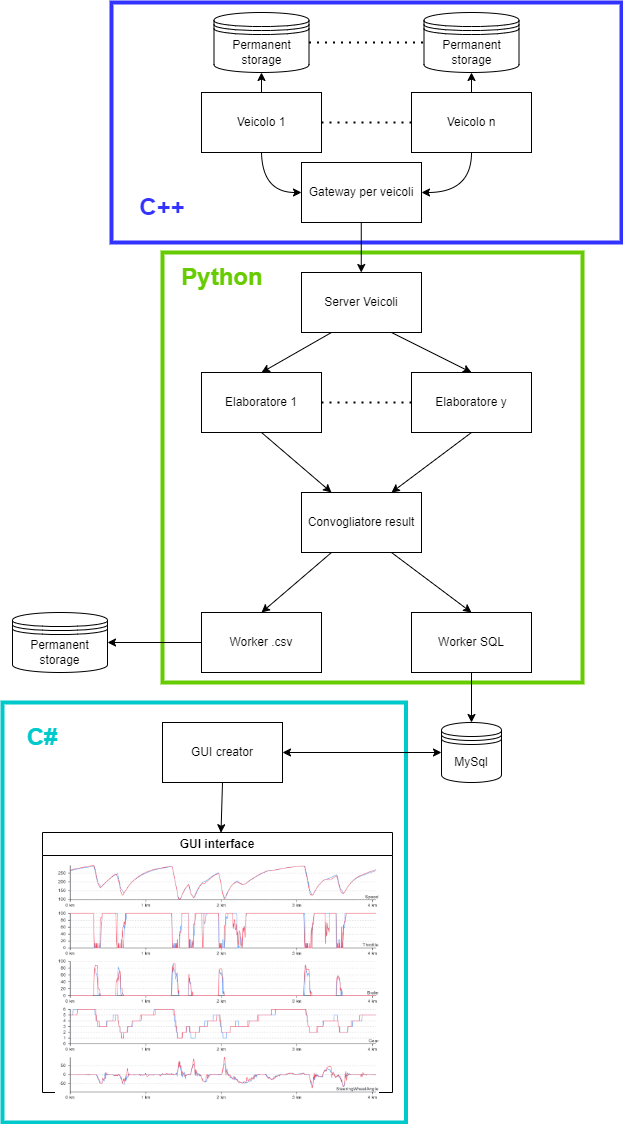 Permanent
storage
Permanent
storage
Veicolo 1
Veicolo n
Gateway per veicoli
C++
Python
Server Veicoli
Elaboratore 1
Elaboratore y
Convogliatore result
Worker .csv
Worker SQL
Permanent
storage
C#
GUI creator
MySql
GUI interface
250
200
150
100
Speed
0 km 1 km 2 km 3 km 4 km
100
80
60
40
20
0
Throttle
0 km 1 km 2 km 3 km 4 km
100
80
60
40
20
0
Brake
0 km 1 km 2 km 3 km 4 km
6
5
4
3
2
1
0
Gear
0 km 1 km 2 km 3 km 4 km
50
0
-50
SteeringWheelAngle
0 km 1 km 2 km 3 km 4 km